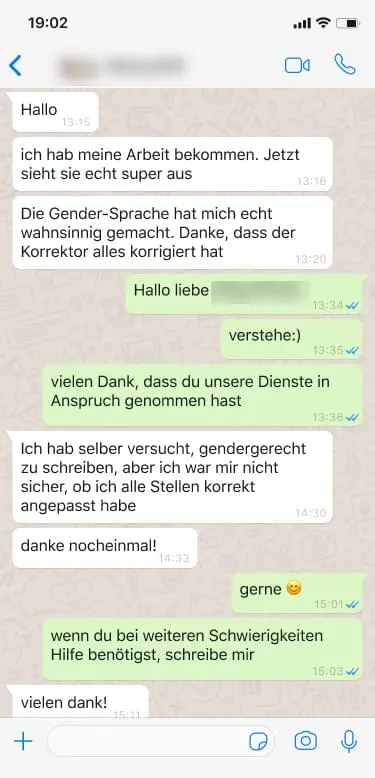 19:02
Hallo
13:15
ich hab meine Arbeit bekommen. Jetzt
sieht sie echt super aus
13:16
Die Gender-Sprache hat mich echt
wahnsinnig gemacht. Danke, dass der
Korrektor alles korrigiert hat
13:20
Hallo liebe
13:34
verstehe:)
13:35
vielen Dank, dass du unsere Dienste in
Anspruch genommen hast
13:36
Ich hab selber versucht, gendergerecht
zu schreiben, aber ich war mir nicht
sicher, ob ich alle Stellen korrekt
angepasst habe
14:30
danke nocheinmal!
14:33
gerne 😊
15:01
wenn du bei weiteren Schwierigkeiten
Hilfe benötigst, schreibe mir
15:03
vielen dank!
15:11